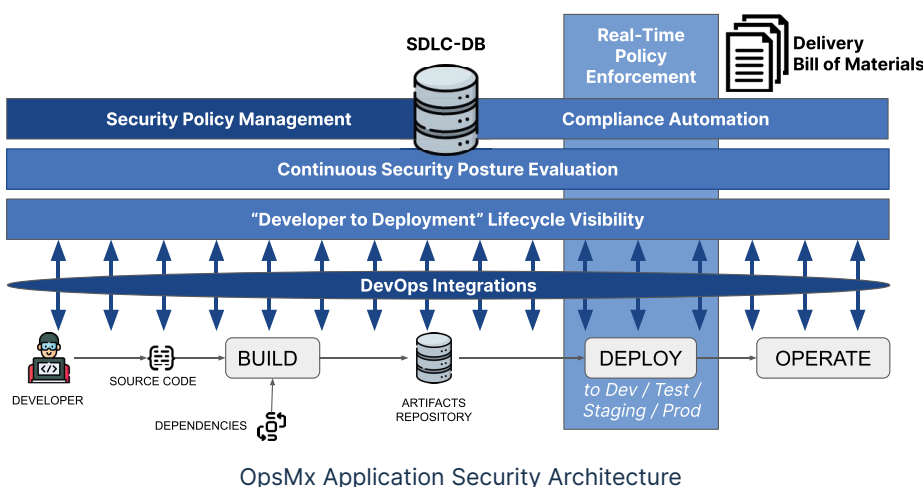 SDLC-DB
Real-Time
Policy
Enforcement
Delivery
Bill of Materials
Security Policy Management
Compliance Automation
Continuous Security Posture Evaluation
“Developer to Deployment” Lifecycle Visibility
DevOps Integrations
</>
DEVELOPER
SOURCE CODE
BUILD
DEPENDENCIES
ARTIFACTS
REPOSITORY
DEPLOY
to Dev / Test /
Staging / Prod
OPERATE
OpsMx Application Security Architecture